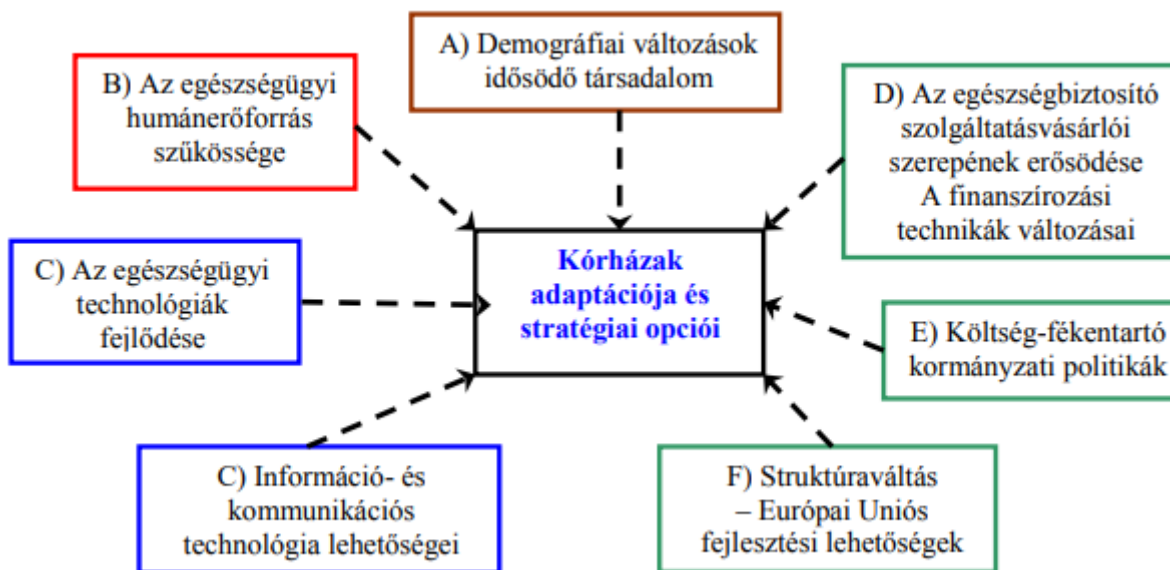 A) Demográfiai változások
idősödő társadalom
B) Az egészségügyi
humánerőforrás
szűkössége
D) Az egészségbiztosító
szolgáltatásvásárlói
szerepének erősödése
A finanszírozási
technikák változásai
C) Az egészségügyi
technológiák
fejlődése
Kórházak
adaptációja és
stratégiai opciói
E) Költség-fékentartó
kormányzati politikák
C) Információ- és
kommunikációs
technológia lehetőségei
F) Struktúraváltás
– Európai Uniós
fejlesztési lehetőségek